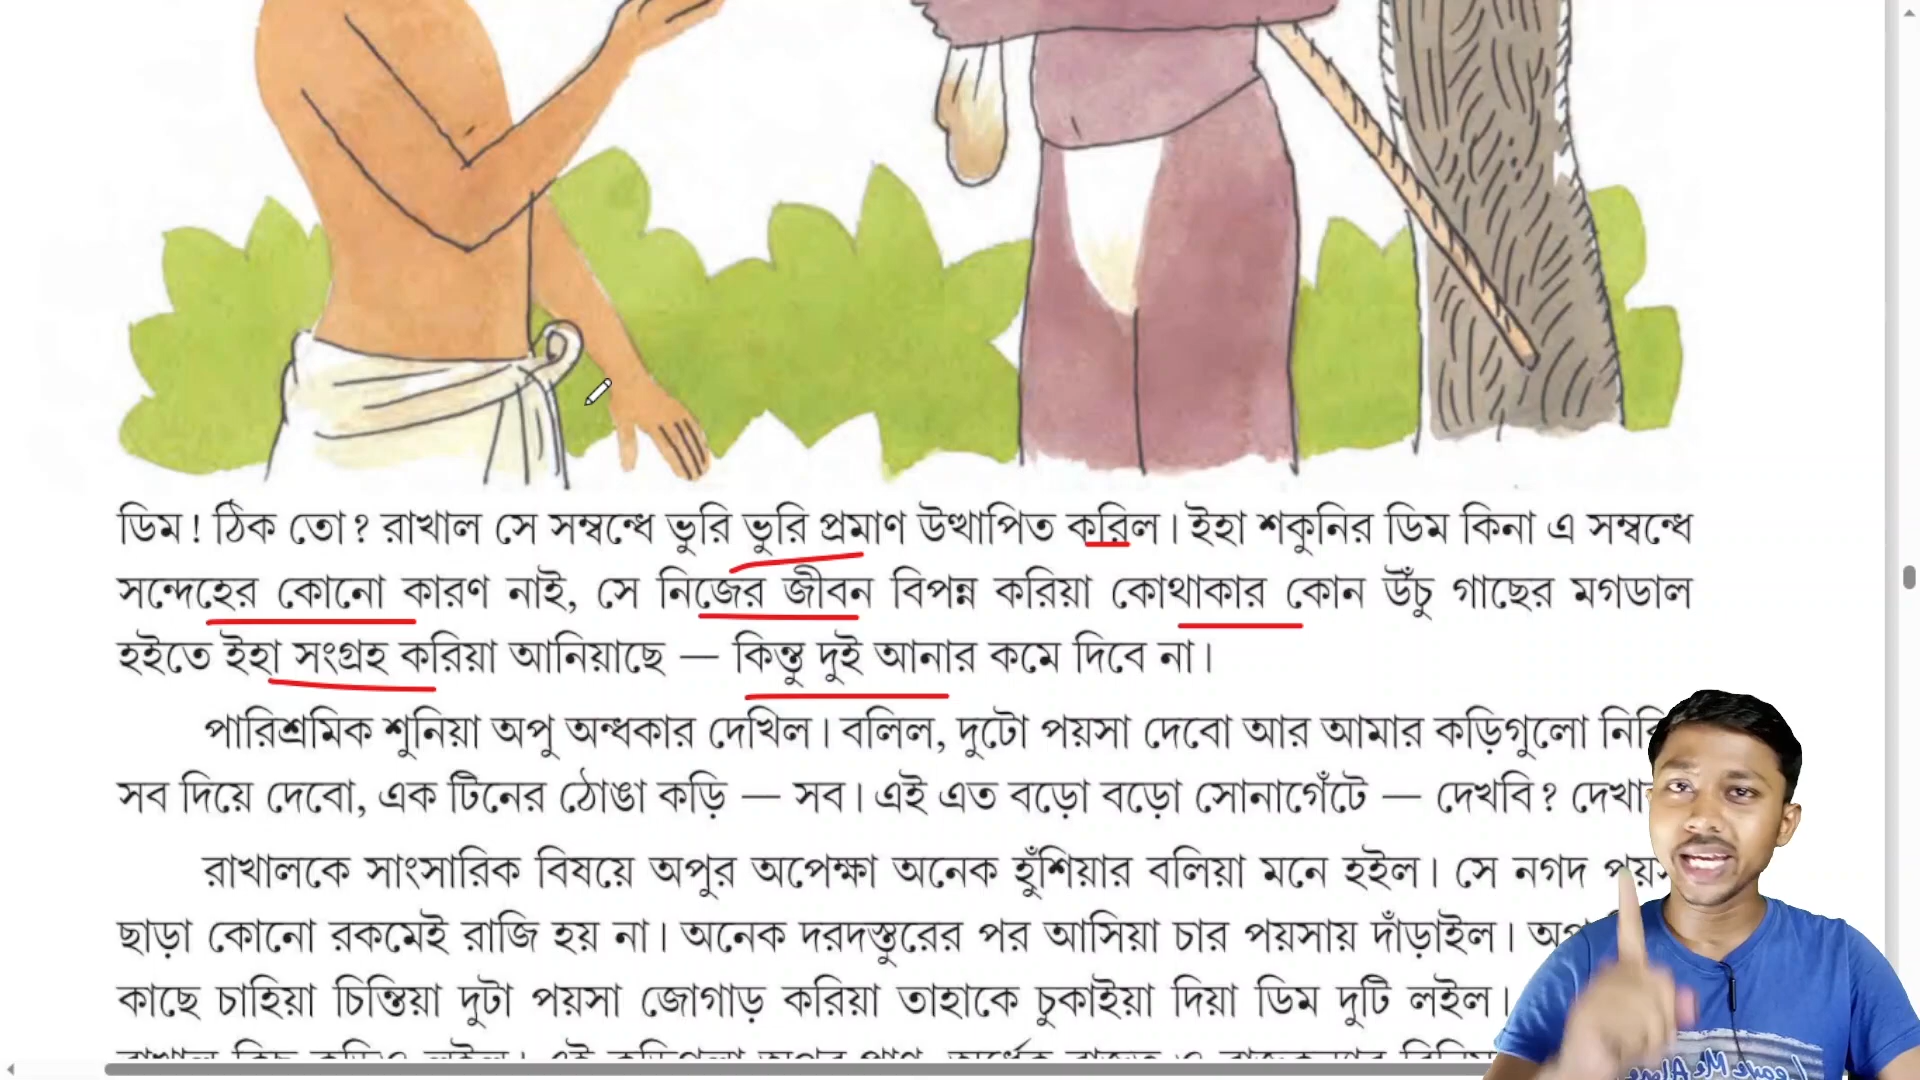 ডিম! ঠিক তো? রাখাল সে সম্বন্ধে ভুরি ভুরি প্রমাণ উত্থাপিত করিল। ইহা শকুনির ডিম কিনা এ সম্বন্ধে
সন্দেহের কোনো কারণ নাই, সে নিজের জীবন বিপন্ন করিয়া কোথাকার কোন উঁচু গাছের মগডাল
হইতে ইহা সংগ্রহ করিয়া আনিয়াছে — কিন্তু দুই আনার কমে দিবে না।
পারিশ্রমিক শুনিয়া অপু অন্ধকার দেখিল। বলিল, দুটো পয়সা দেবো আর আমার কড়িগুলো
সব দিয়ে দেবো, এক টিনের ঠোঙা কড়ি — সব। এই এত বড়ো বড়ো সোনাগেঁটে — দেখবি?
রাখালকে সাংসারিক বিষয়ে অপুর অপেক্ষা অনেক হুঁশিয়ার বলিয়া মনে হইল। সে নগদ
ছাড়া কোনো রকমেই রাজি হয় না। অনেক দরদস্তুরের পর আসিয়া চার পয়সায় দাঁড়াইল।
কাছে চাহিয়া চিন্তিয়া দুটা পয়সা জোগাড় করিয়া তাহাকে চুকাইয়া দিয়া ডিম দুটি লইল।